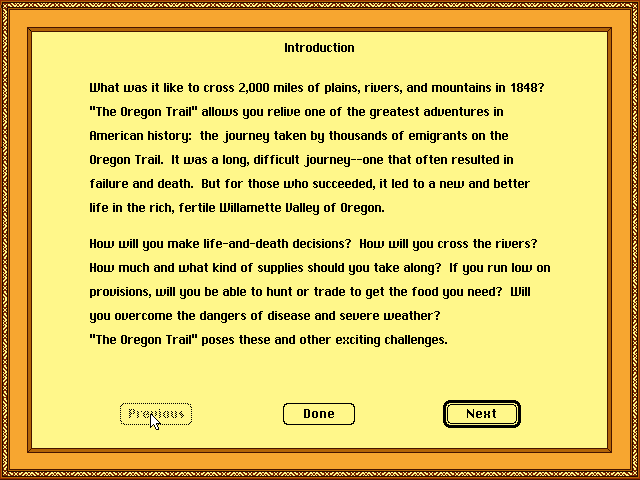 Introduction
What was it like to cross 2,000 miles of plains, rivers, and mountains in 1848?
"The Oregon Trail" allows you relive one of the greatest adventures in
American history:  the journey taken by thousands of emigrants on the
Oregon Trail.  It was a long, difficult journey--one that often resulted in
failure and death.  But for those who succeeded, it led to a new and better
life in the rich, fertile Willamette Valley of Oregon.
How will you make life-and-death decisions?  How will you cross the rivers?
How much and what kind of supplies should you take along?  If you run low on
provisions, will you be able to hunt or trade to get the food you need?  Will
you overcome the dangers of disease and severe weather?
"The Oregon Trail" poses these and other exciting challenges.
Previous Done Next